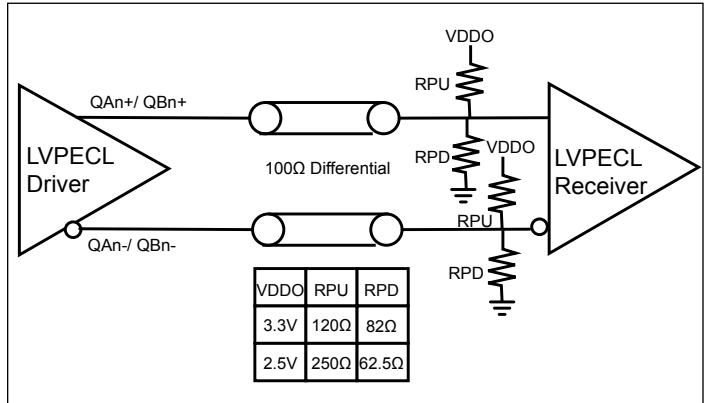 VDDO
RPU
QAn+/ QBn+
LVPECL
Driver
100Ω Differential
RPD
VDDO
LVPECL
Receiver
RPU
QAn-/ QBn-
RPD
VDDO RPU RPD
3.3V 120Ω 82Ω
2.5V 250Ω 62.5Ω